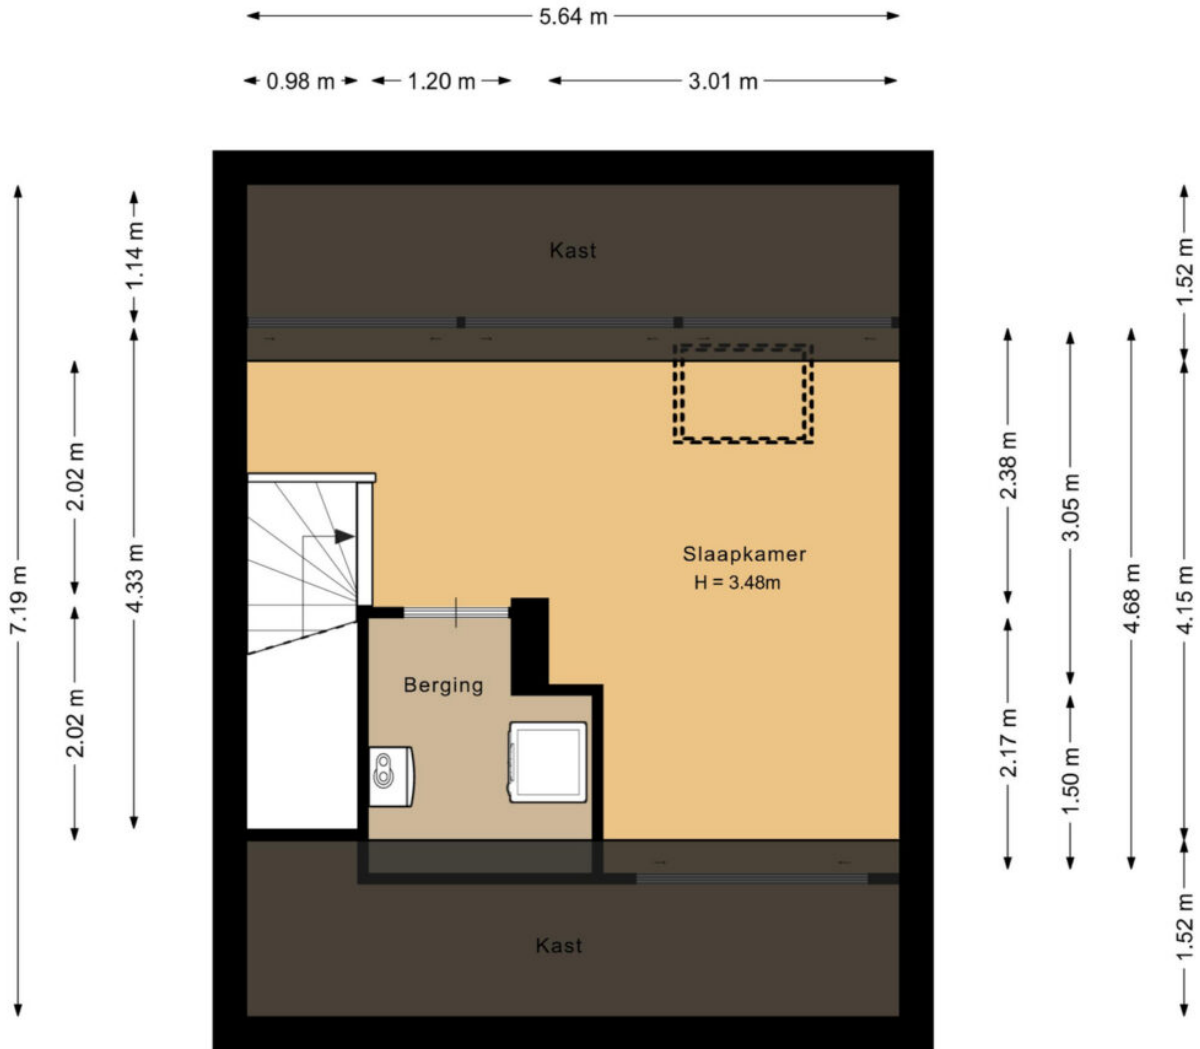 5.64 m
0.98 m
1.20 m
3.01 m
7.19 m
1.14 m
4.33 m
2.02 m
2.02 m
Kast
Slaapkamer
H = 3.48m
Berging
Kast
2.38 m
2.17 m
3.05 m
1.50 m
4.68 m
1.52 m
4.15 m
1.52 m